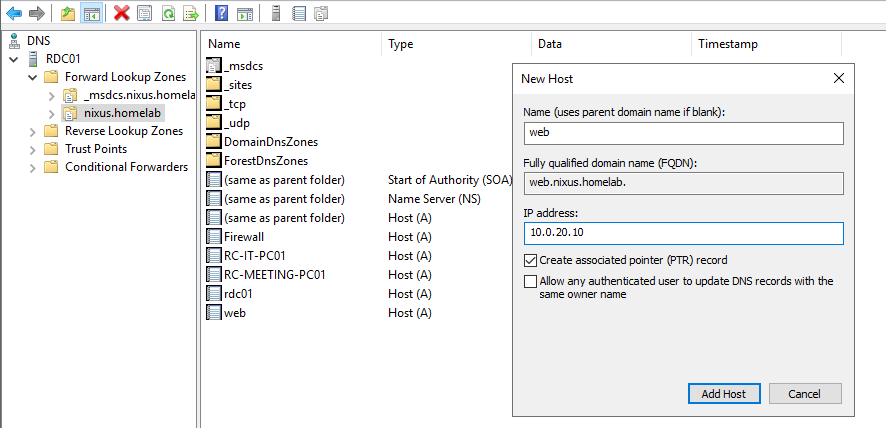 DNS
RDC01
Forward Lookup Zones
_msdcs.nixus.homela
nixus.homelab
Reverse Lookup Zones
Trust Points
Conditional Forwarders
Name Type Data Timestamp
_msdcs
_sites
_tcp
_udp
DomainDnsZones
ForestDnsZones
(same as parent folder) Start of Authority (SOA)
(same as parent folder) Name Server (NS)
(same as parent folder) Host (A)
Firewall Host (A)
RC-IT-PC01 Host (A)
RC-MEETING-PC01 Host (A)
rdc01 Host (A)
web Host (A)
New Host
Name (uses parent domain name if blank):
web
Fully qualified domain name (FQDN):
web.nixus.homelab.
IP address:
10.0.20.10
Create associated pointer (PTR) record
Allow any authenticated user to update DNS records with the
same owner name
Add Host Cancel